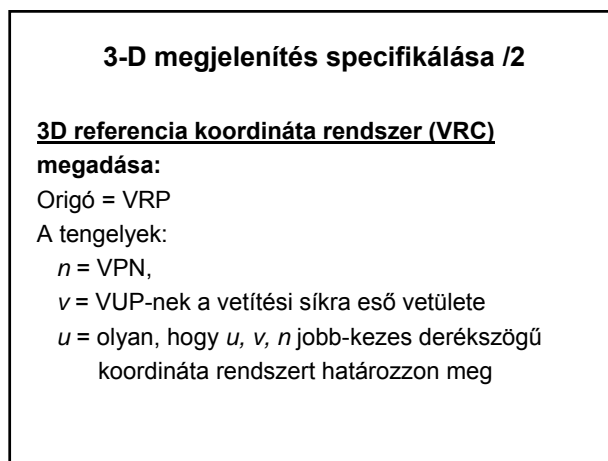 3-D megjelenítés specifikálása /2
3D referencia koordináta rendszer (VRC)
megadása:
Origó = VRP
A tengelyek:
n = VPN,
v = VUP-nek a vetítési síkra eső vetülete
u = olyan, hogy u, v, n jobb-kezes derékszögű
koordináta rendszert határozzon meg